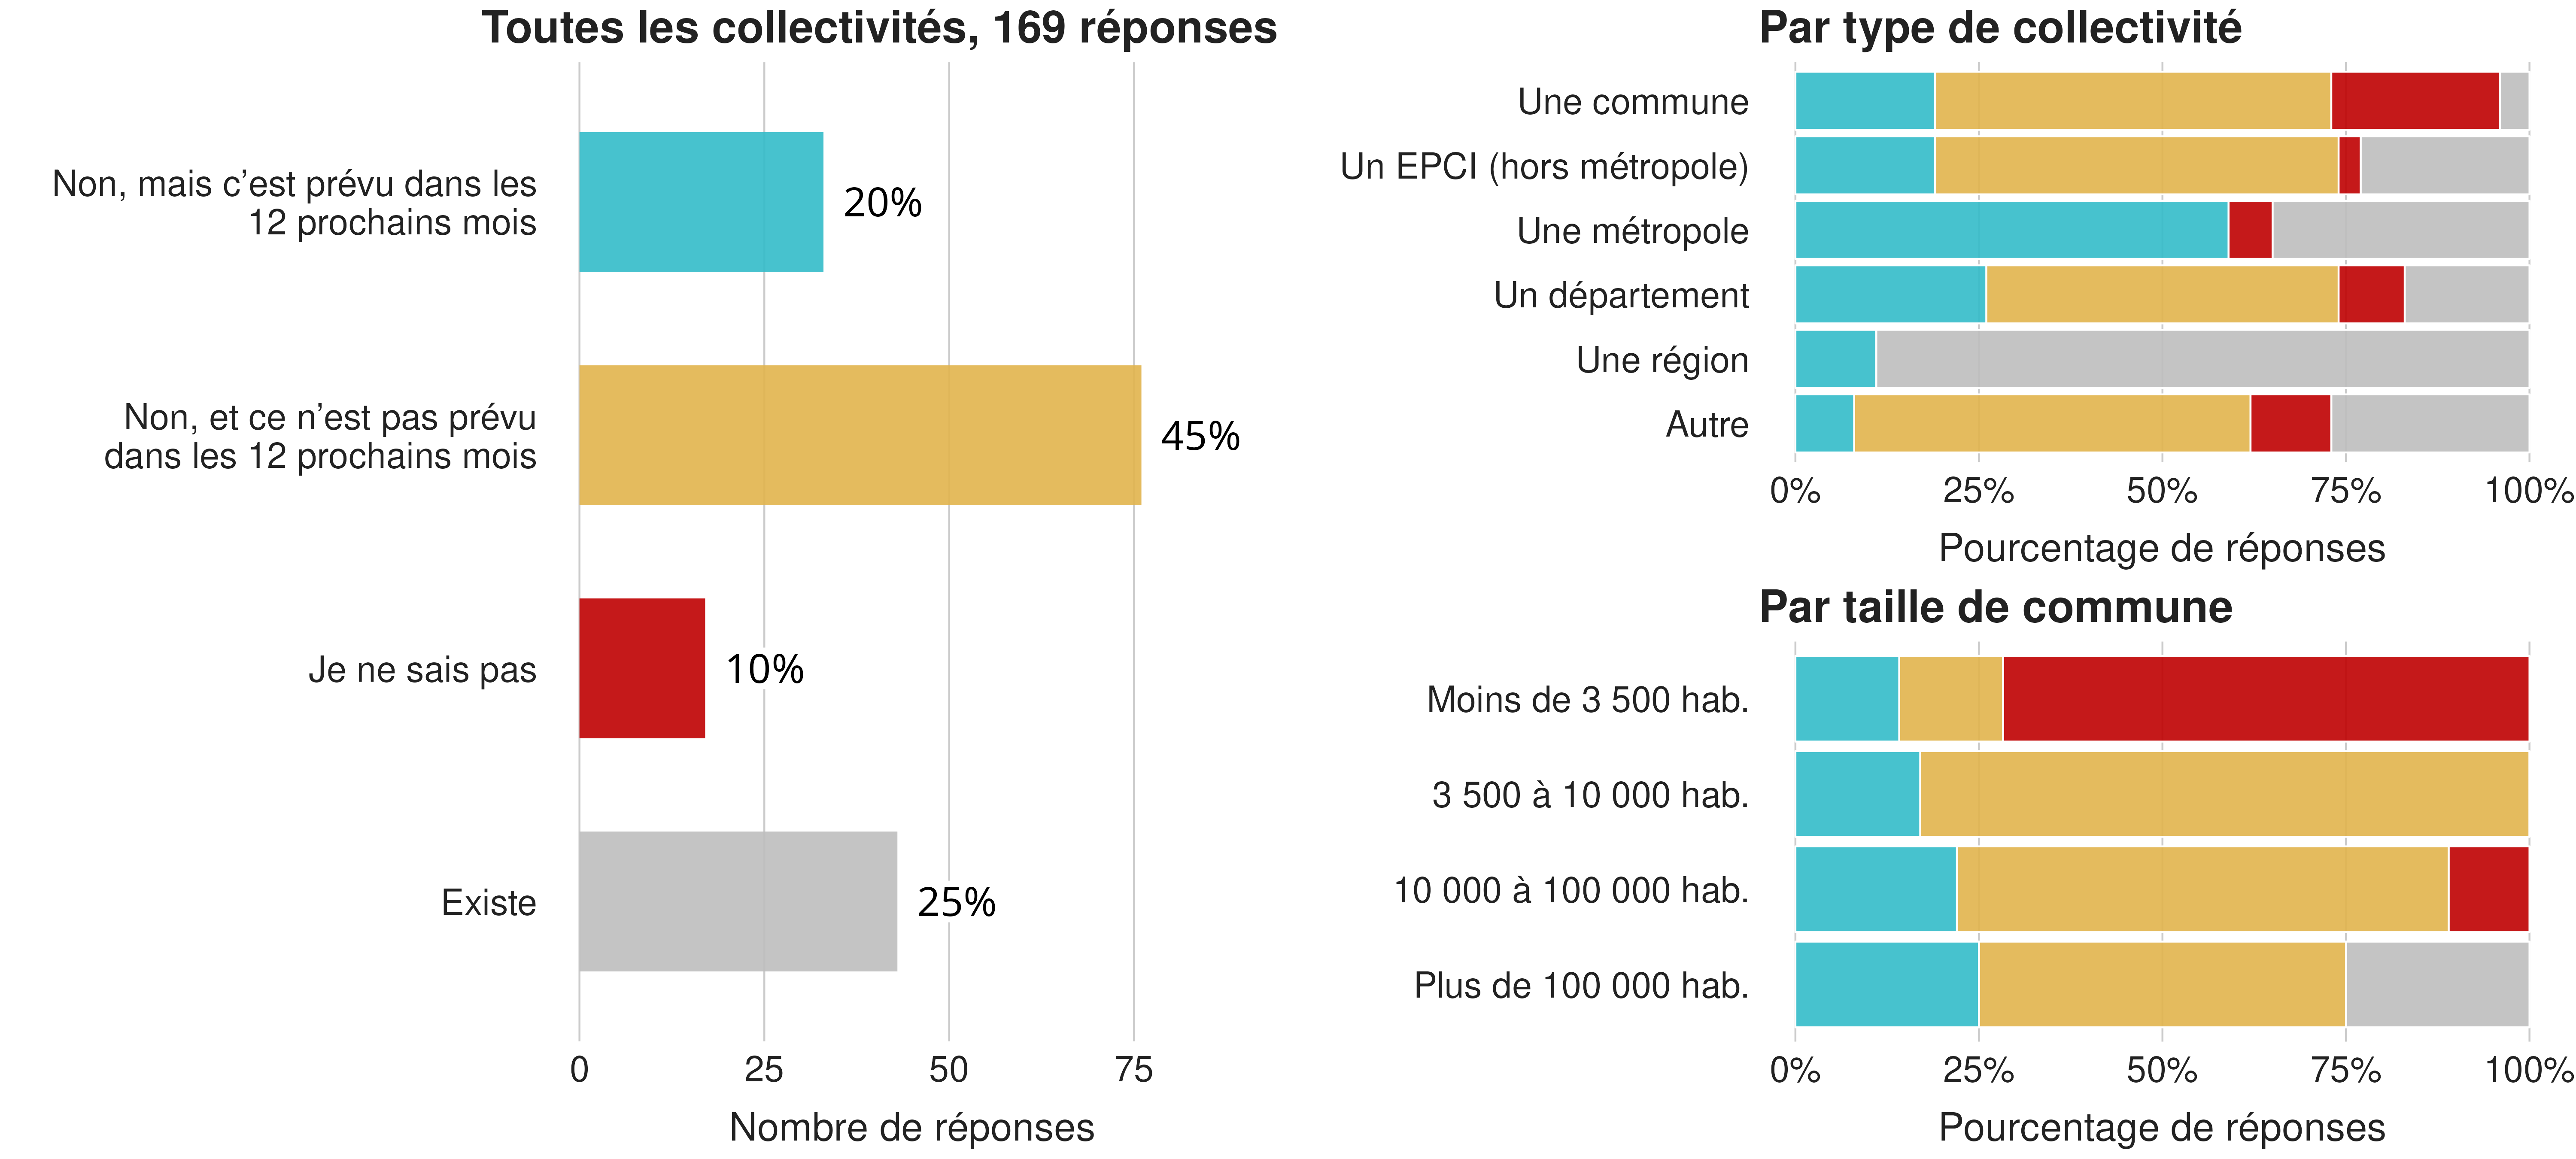 Toutes les collectivités, 169 réponses
Non, mais c’est prévu dans les
12 prochains mois
20%
Non, et ce n’est pas prévu
dans les 12 prochains mois
45%
Je ne sais pas
10%
Existe
25%
0 25 50 75
Nombre de réponses
Par type de collectivité
Une commune
Un EPCI (hors métropole)
Une métropole
Un département
Une région
Autre
0% 25% 50% 75% 100%
Pourcentage de réponses
Par taille de commune
Moins de 3 500 hab.
3 500 à 10 000 hab.
10 000 à 100 000 hab.
Plus de 100 000 hab.
0% 25% 50% 75% 100%
Pourcentage de réponses